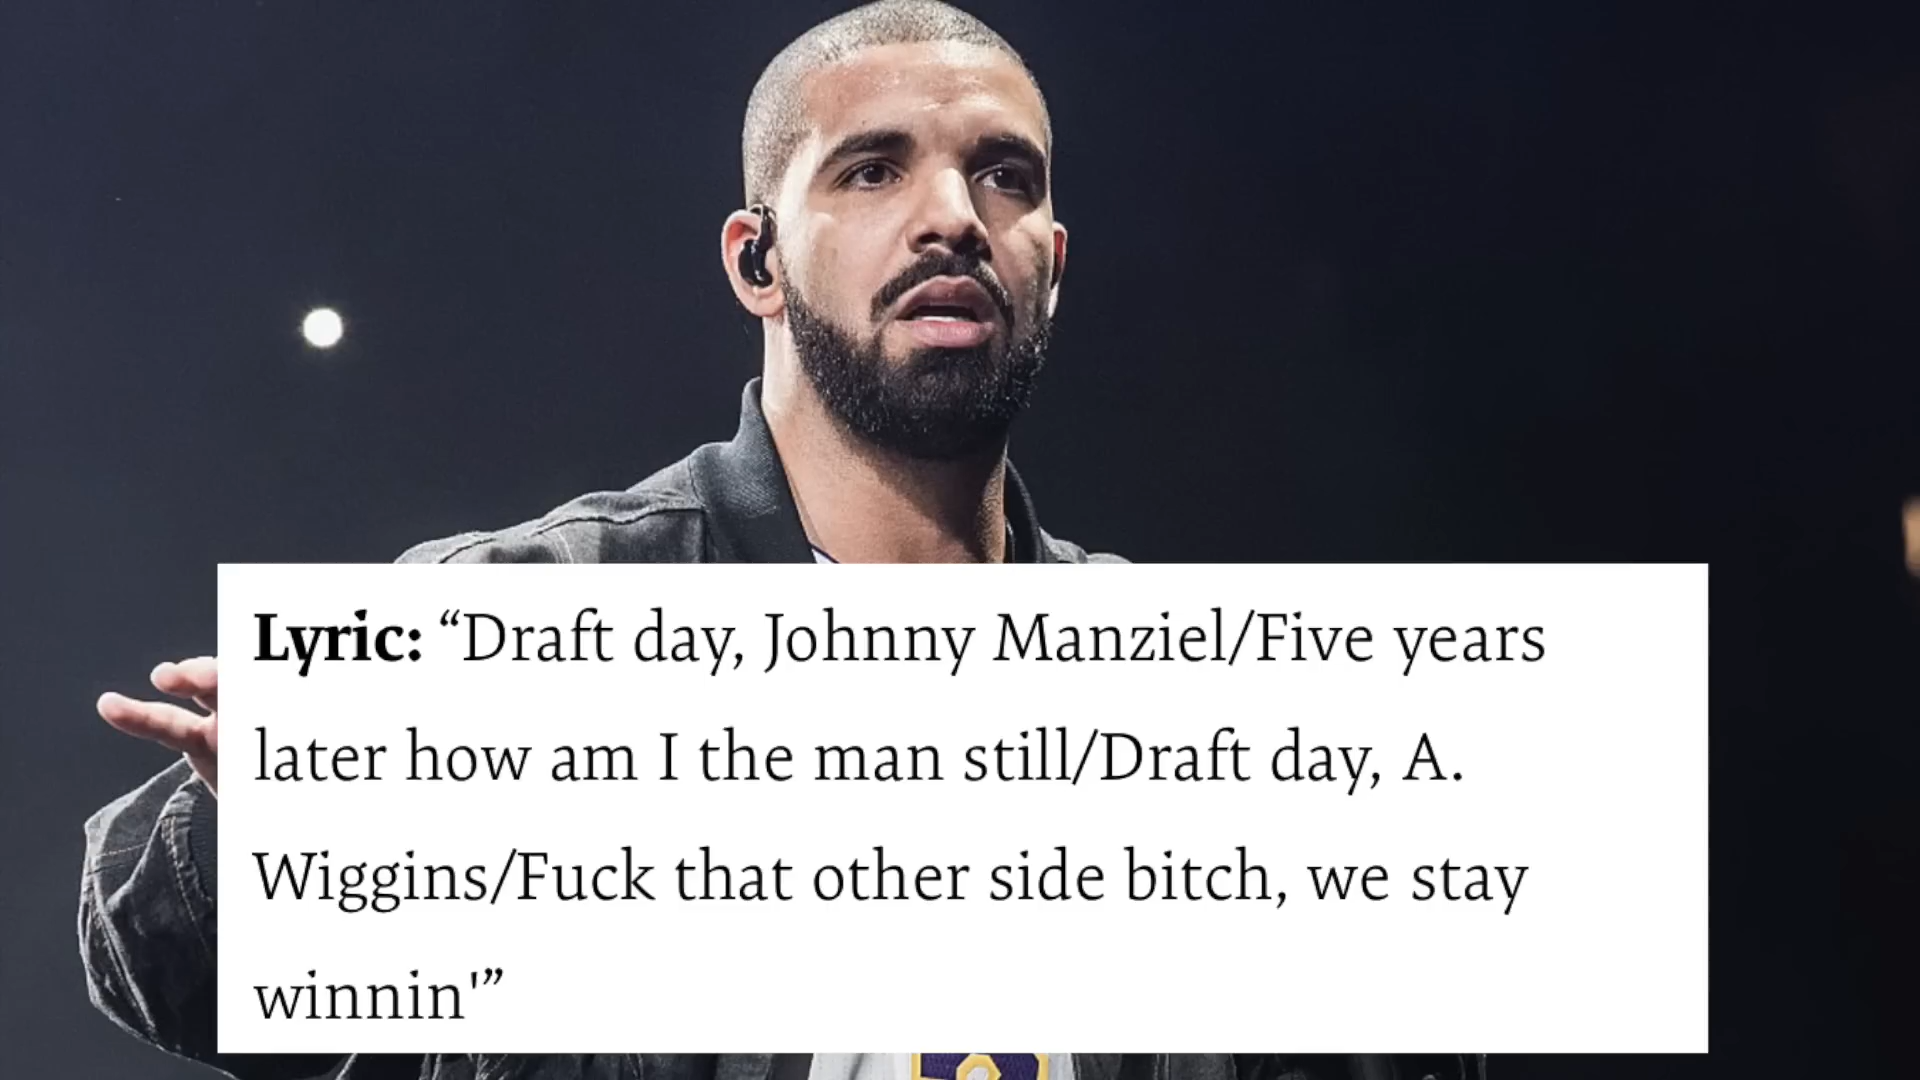 Lyric: “Draft day, Johnny Manziel/Five years
later how am I the man still/Draft day, A.
Wiggins/Fuck that other side bitch, we stay
winnin'”